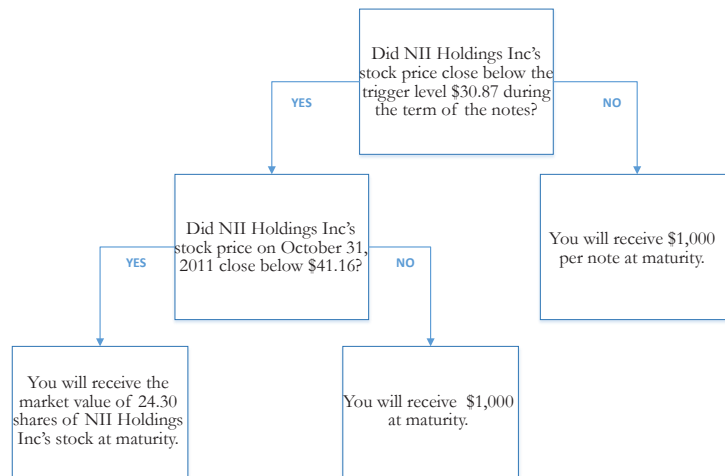 Did NII Holdings Inc's
stock price close below the
trigger level $30.87 during
the term of the notes?
YES
NO
Did NII Holdings Inc's
stock price on October 31,
2011 close below $41.16?
You will receive $1,000
per note at maturity.
YES
NO
You will receive the
market value of 24.30
shares of NII Holdings
Inc's stock at maturity.
You will receive $1,000
at maturity.